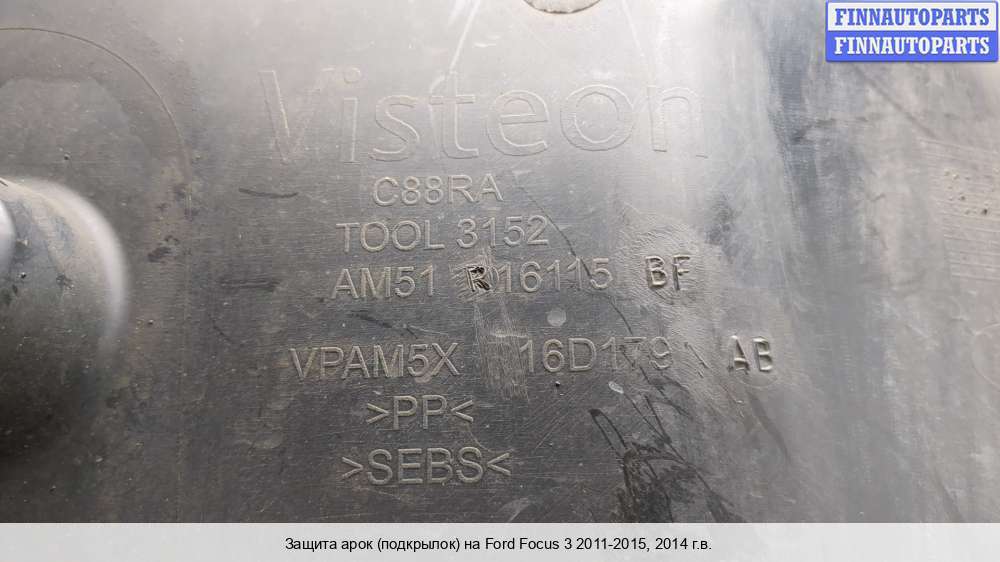 FINNAUTOPARTS
FINNAUTOPARTS
Visteon
C88RA
TOOL 3152
AM51 R16115 BF
VPAM5X 16D179 AB
>PP<
>SEBS<
Защита арок (подкрылок) на Ford Focus 3 2011-2015, 2014 г.в.